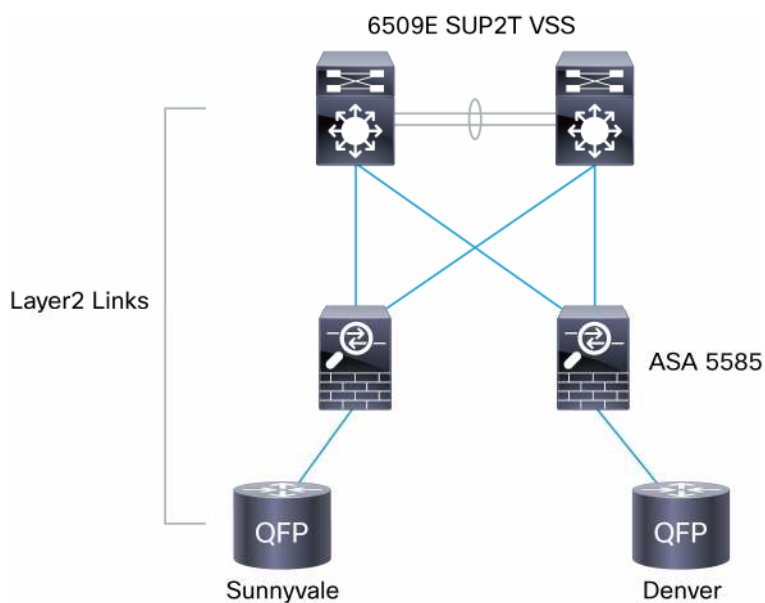 6509E SUP2T VSS
Layer2 Links
ASA 5585
QFP
QFP
Sunnyvale
Denver